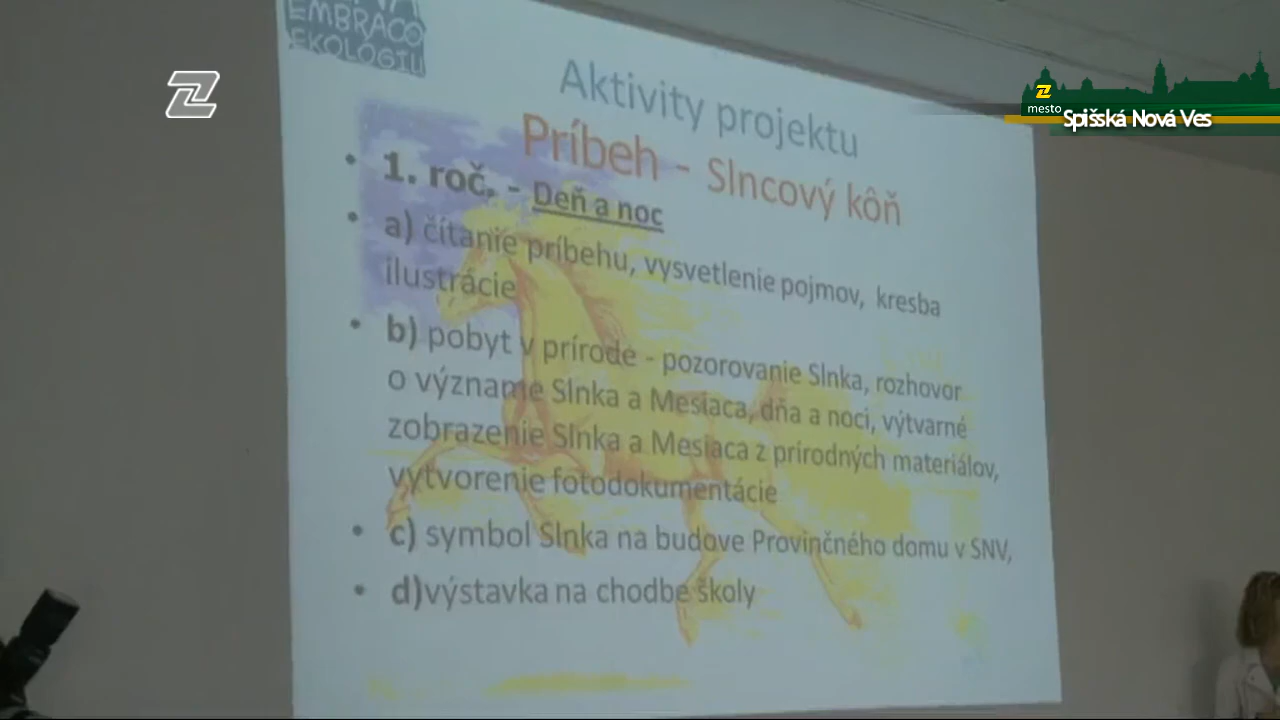 EMBRACO
EKOLÓGIU
mesto
Spišská Nová Ves
Aktivity projektu
Príbeh - Slncový kôň
• 1. roč. - Deň a noc
• a) čítanie príbehu, vysvetlenie pojmov, kresba
ilustrácie
• b) pobyt v prírode - pozorovanie Slnka, rozhovor
o význame Slnka a Mesiaca, dňa a noci, výtvarné
zobrazenie Slnka a Mesiaca z prírodných materiálov,
vytvorenie fotodokumentácie
• c) symbol Slnka na budove Provinčného domu v SNV,
• d)výstavka na chodbe školy